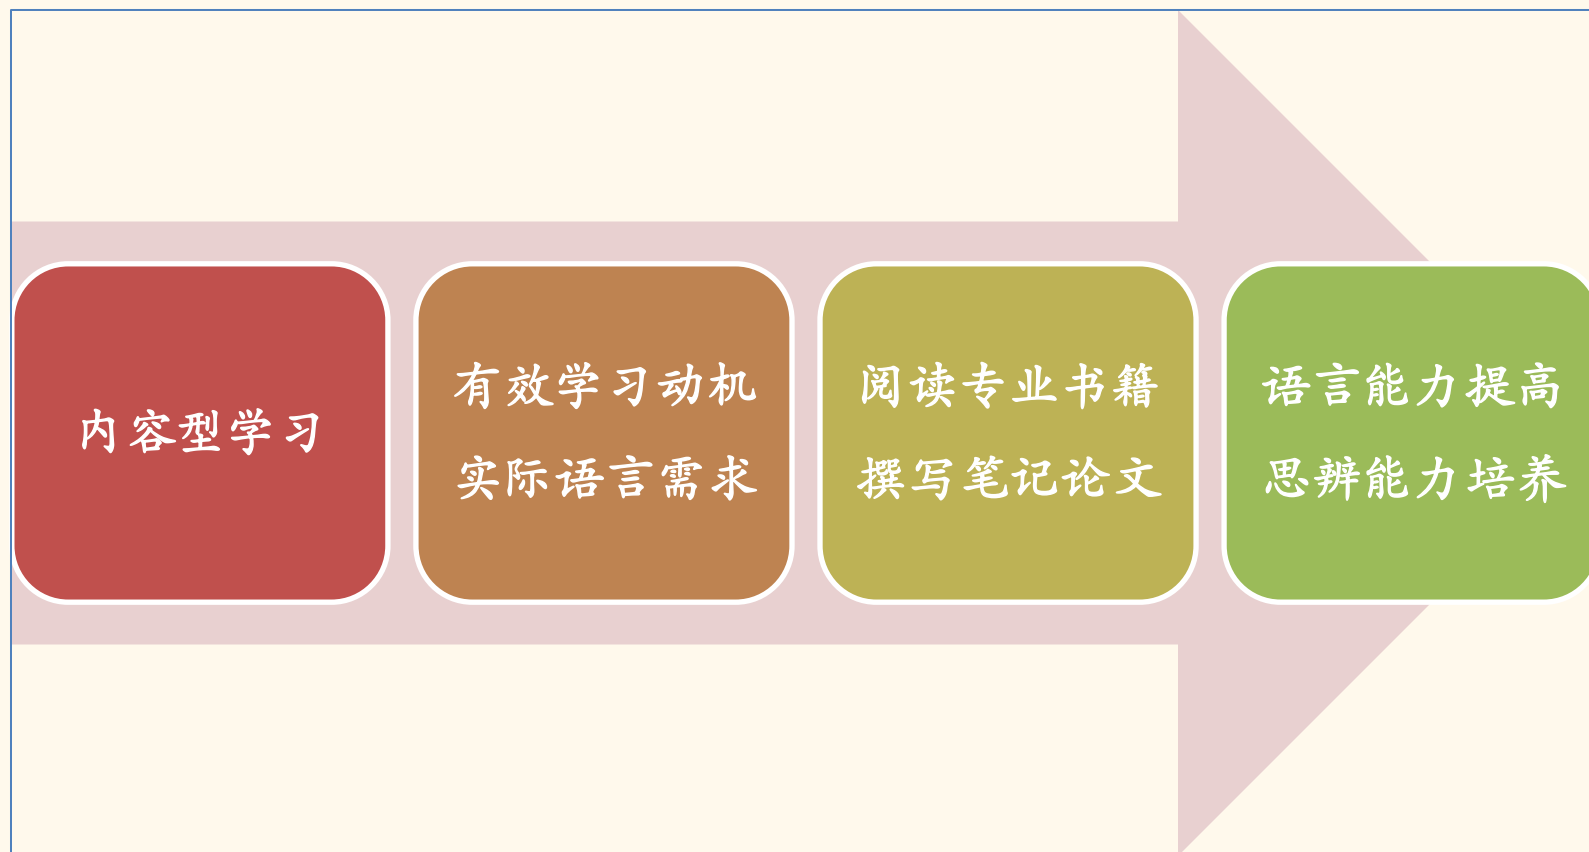 内容型学习
有效学习动机
实际语言需求
阅读专业书籍
撰写笔记论文
语言能力提高
思辨能力培养